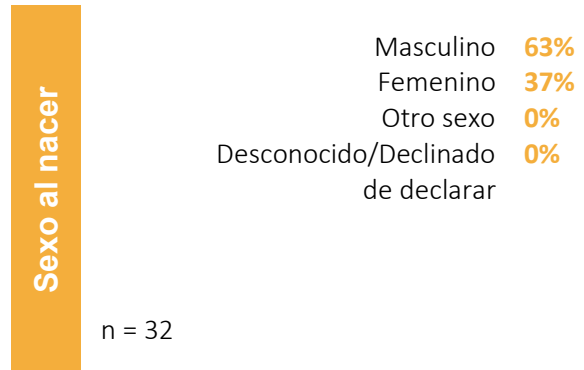 Sexo al nacer
Masculino 63%
Femenino 37%
Otro sexo 0%
Desconocido/Declinado 0%
de declarar
n = 32